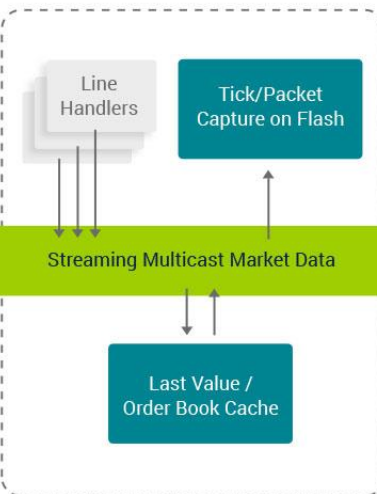 Line
Handlers
Tick/Packet
Capture on Flash
Streaming Multicast Market Data
Last Value /
Order Book Cache